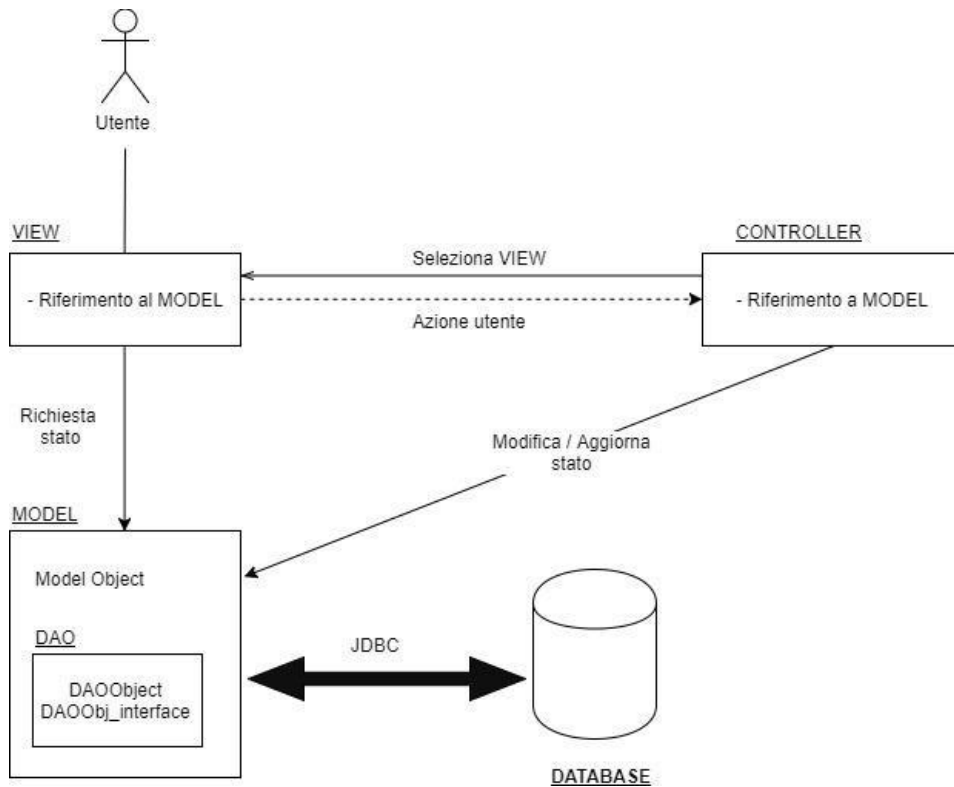 Utente
VIEW
CONTROLLER
Seleziona VIEW
- Riferimento al MODEL
- Riferimento a MODEL
Azione utente
Richiesta
stato
Modifica / Aggiorna
stato
MODEL
Model Object
DAO
JDBC
DAOObject
DAOObj_interface
DATABASE